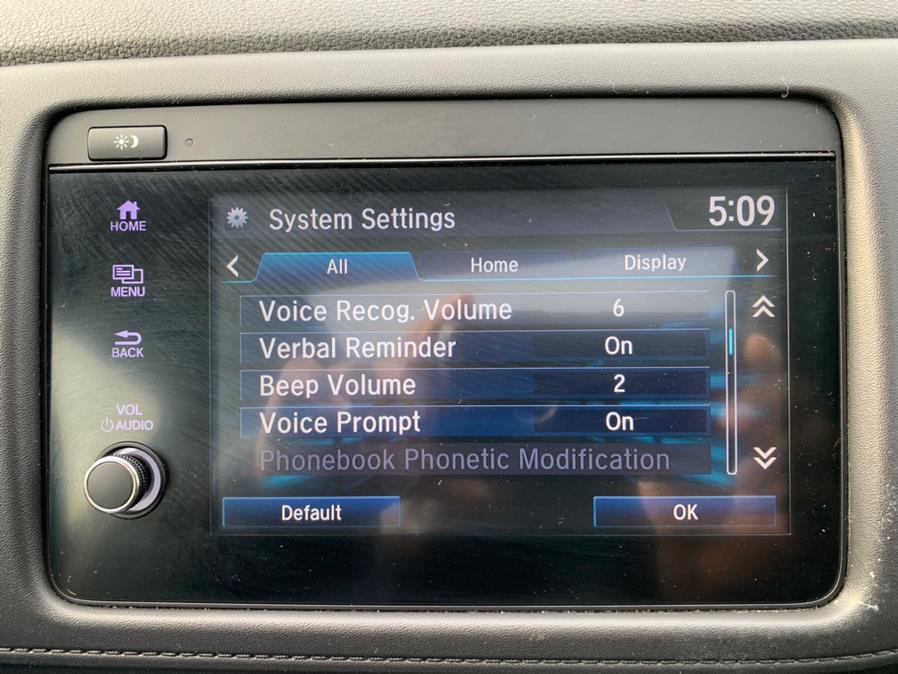 System Settings 5:09
All Home Display
Voice Recog. Volume 6
Verbal Reminder On
Beep Volume 2
Voice Prompt On
Phonebook Phonetic Modification
Default OK
HOME
MENU
BACK
VOL
AUDIO